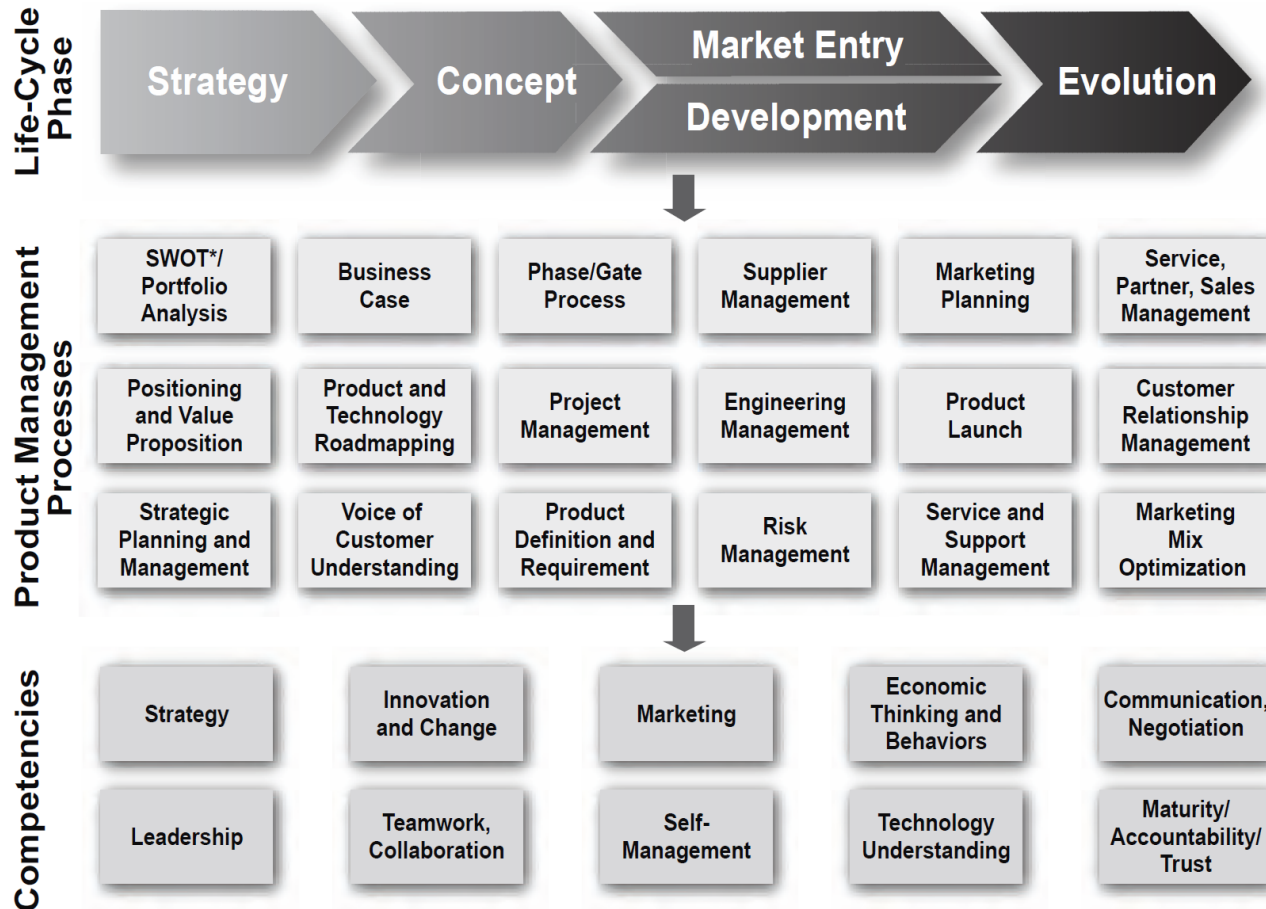 Life-Cycle
Phase
Strategy
Concept
Market Entry
Development
Evolution
Product Management
Processes
SWOT*/
Portfolio
Analysis
Business
Case
Phase/Gate
Process
Supplier
Management
Marketing
Planning
Service,
Partner, Sales
Management
Positioning
and Value
Proposition
Product and
Technology
Roadmapping
Project
Management
Engineering
Management
Product
Launch
Customer
Relationship
Management
Strategic
Planning and
Management
Voice of
Customer
Understanding
Product
Definition and
Requirement
Risk
Management
Service and
Support
Management
Marketing
Mix
Optimization
Competencies
Strategy
Innovation
and Change
Marketing
Economic
Thinking and
Behaviors
Communication,
Negotiation
Leadership
Teamwork,
Collaboration
Self-
Management
Technology
Understanding
Maturity/
Accountability/
Trust